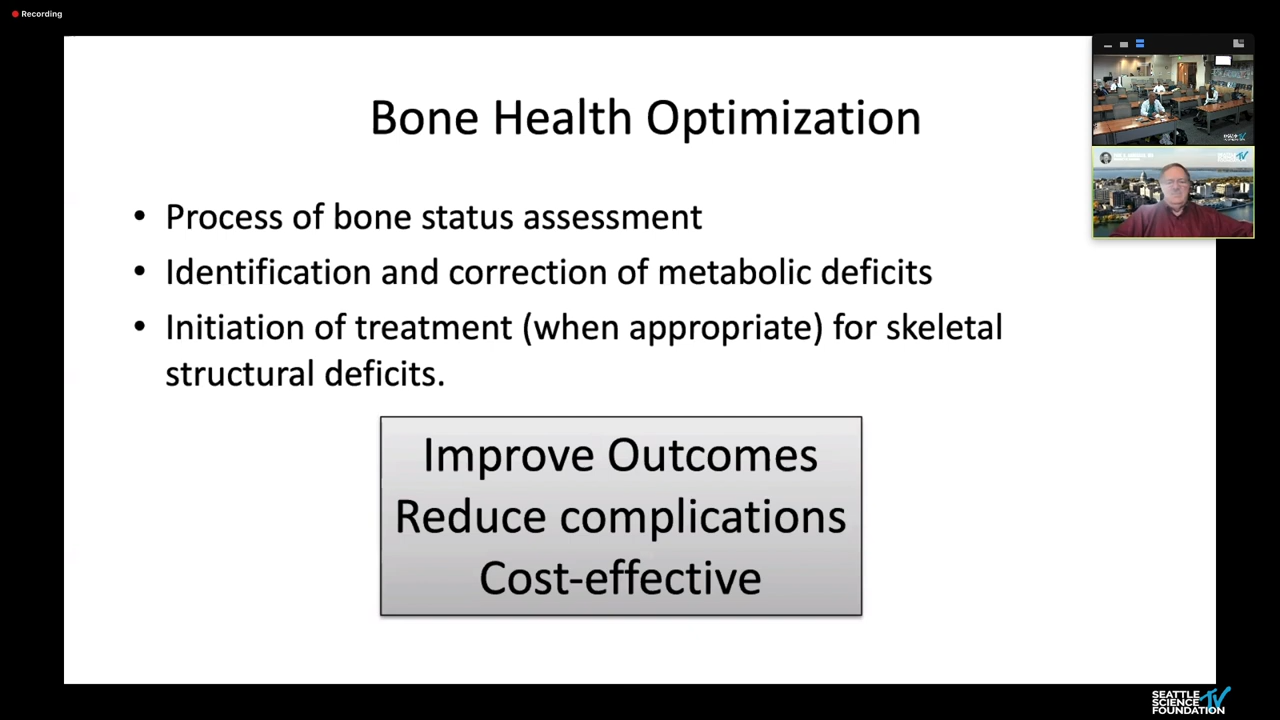 Recording
Bone Health Optimization
• Process of bone status assessment
• Identification and correction of metabolic deficits
• Initiation of treatment (when appropriate) for skeletal
structural deficits.
Improve Outcomes
Reduce complications
Cost-effective
SEATTLE
SCIENCE
FOUNDATION
TV